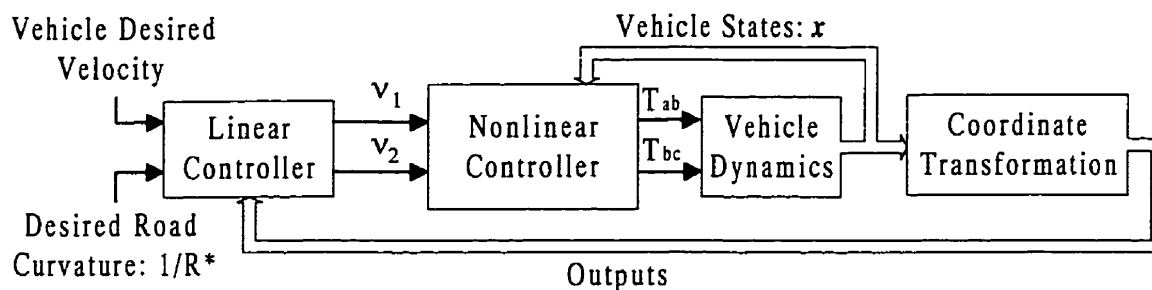 Vehicle Desired
Velocity
Vehicle States: x
ν1
ν2
Linear
Controller
Nonlinear
Controller
Tab
Tbc
Vehicle
Dynamics
Coordinate
Transformation
Desired Road
Curvature: 1/R*
Outputs